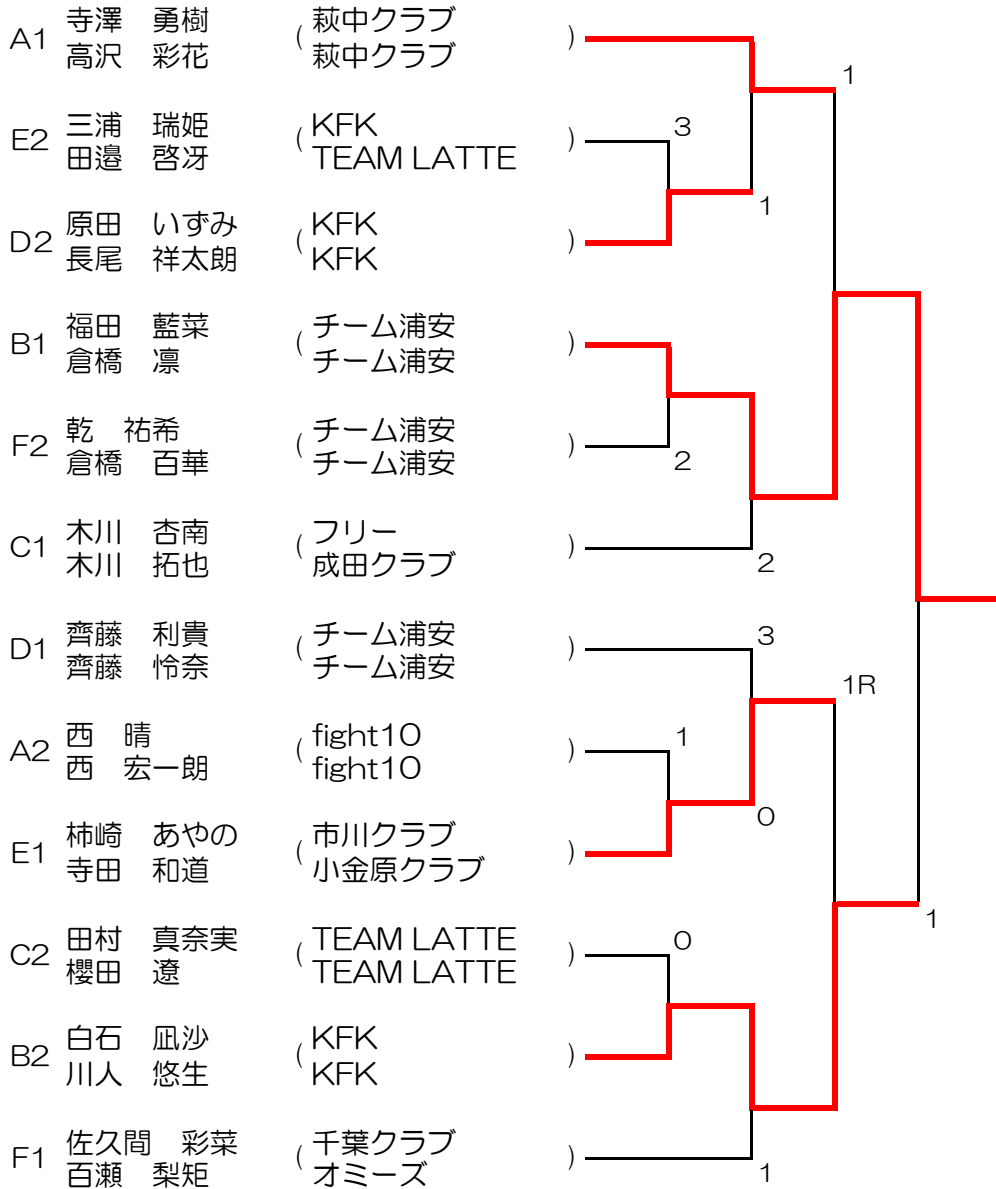 A1 寺澤　勇樹 ( 萩中クラブ )
高沢　彩花 萩中クラブ
1
E2 三浦　瑞姫 ( KFK ) 3
田邉　啓冴 TEAM LATTE
1
D2 原田　いずみ ( KFK )
長尾　祥太朗 KFK
B1 福田　藍菜 ( チーム浦安 )
倉橋　凛 チーム浦安
F2 乾　祐希 ( チーム浦安 ) 2
倉橋　百華 チーム浦安
C1 木川　杏南 ( フリー ) 2
木川　拓也 成田クラブ
D1 齊藤　利貴 ( チーム浦安 ) 3
齊藤　怜奈 チーム浦安
1R
A2 西　晴 ( fight10 ) 1
西　宏一朗 fight10
0
E1 柿崎　あやの ( 市川クラブ )
寺田　和道 小金原クラブ
1
C2 田村　真奈実 ( TEAM LATTE ) 0
櫻田　遼 TEAM LATTE
B2 白石　凪沙 ( KFK )
川人　悠生 KFK
F1 佐久間　彩菜 ( 千葉クラブ ) 1
百瀬　梨矩 オミーズ